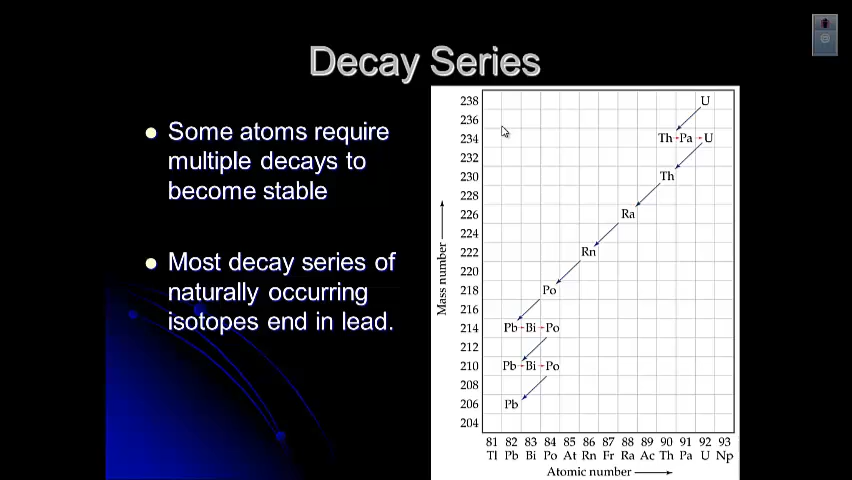 Decay Series
Some atoms require
multiple decays to
become stable
Most decay series of
naturally occurring
isotopes end in lead.
Mass number
238 U
236
234 Th Pa U
232
230 Th
228
226 Ra
224
222 Rn
220
218 Po
216
214 Pb Bi Po
212
210 Pb Bi Po
208
206 Pb
204
81 82 83 84 85 86 87 88 89 90 91 92 93
Tl Pb Bi Po At Rn Fr Ra Ac Th Pa U Np
Atomic number